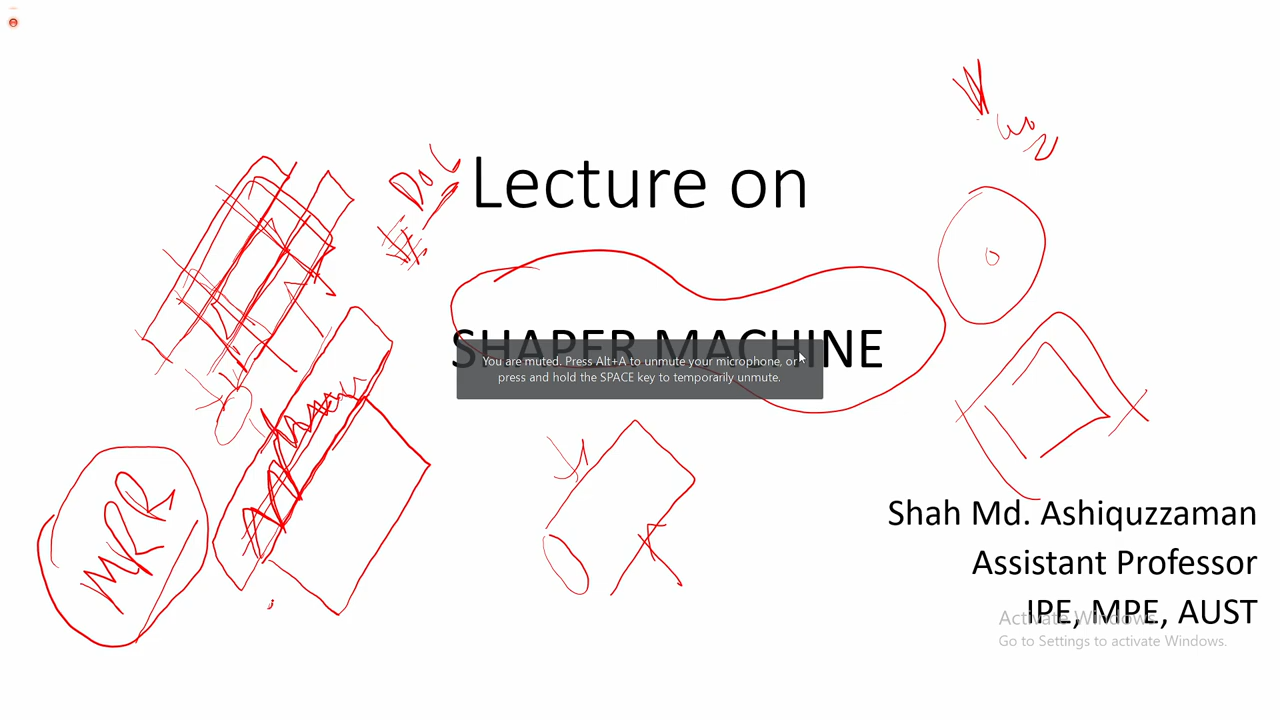 DOC
Lecture on
SHAPER MACHINE
You are muted. Press Alt+A to unmute your microphone, or
press and hold the SPACE key to temporarily unmute.
MRR
Shah Md. Ashiquzzaman
Assistant Professor
IPE, MPE, AUST
Activate Windows
Go to Settings to activate Windows.